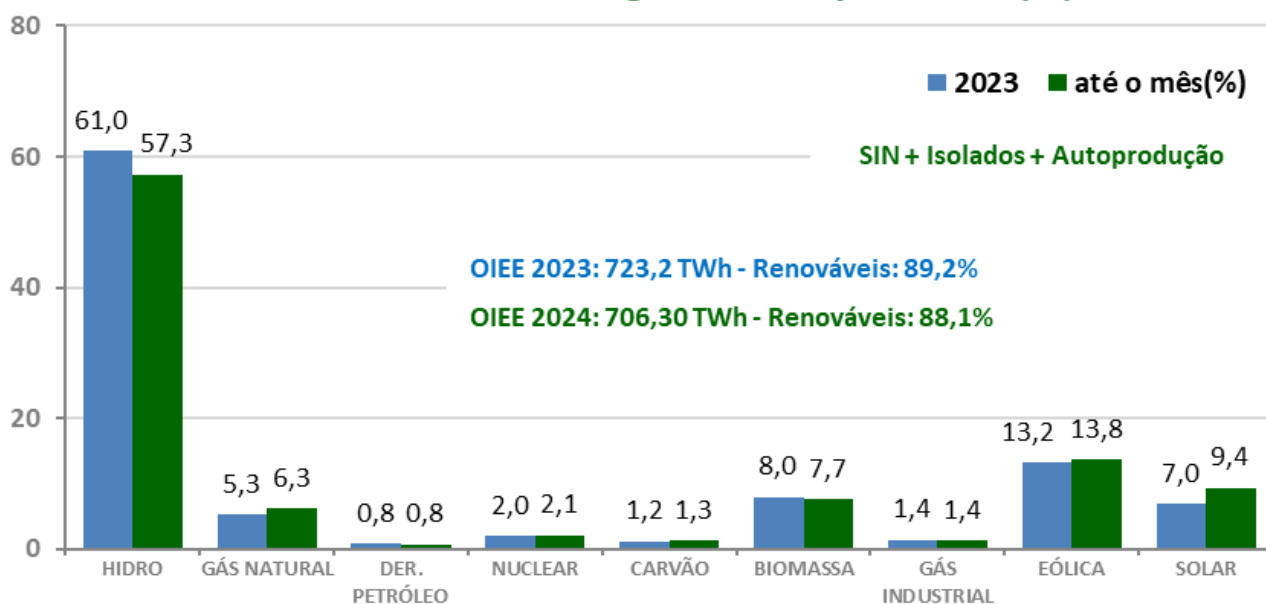 80
2023
até o mês(%)
61,0
57,3
60
SIN + Isolados + Autoprodução
OIEE 2023: 723,2 TWh - Renováveis: 89,2%
40
OIEE 2024: 706,30 TWh - Renováveis: 88,1%
20
5,3
6,3
0,8
0,8
2,0
2,1
1,2
1,3
8,0
7,7
1,4
1,4
13,2
13,8
7,0
9,4
0
HIDRO
GÁS NATURAL
DER.
PETRÓLEO
NUCLEAR
CARVÃO
BIOMASSA
GÁS
INDUSTRIAL
EÓLICA
SOLAR